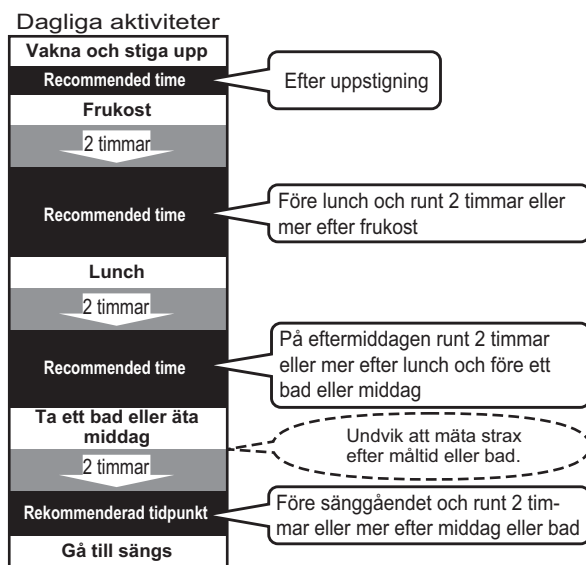 Dagliga aktiviteter
Vakna och stiga upp
Recommended time
Efter uppstigning
Frukost
2 timmar
Recommended time
Före lunch och runt 2 timmar eller
mer efter frukost
Lunch
2 timmar
Recommended time
På eftermiddagen runt 2 timmar
eller mer efter lunch och före ett
bad eller middag
Ta ett bad eller äta
middag
Undvik att mäta strax
efter måltid eller bad.
2 timmar
Rekommenderad tidpunkt
Före sänggåendet och runt 2 tim-
mar eller mer efter middag eller bad
Gå till sängs